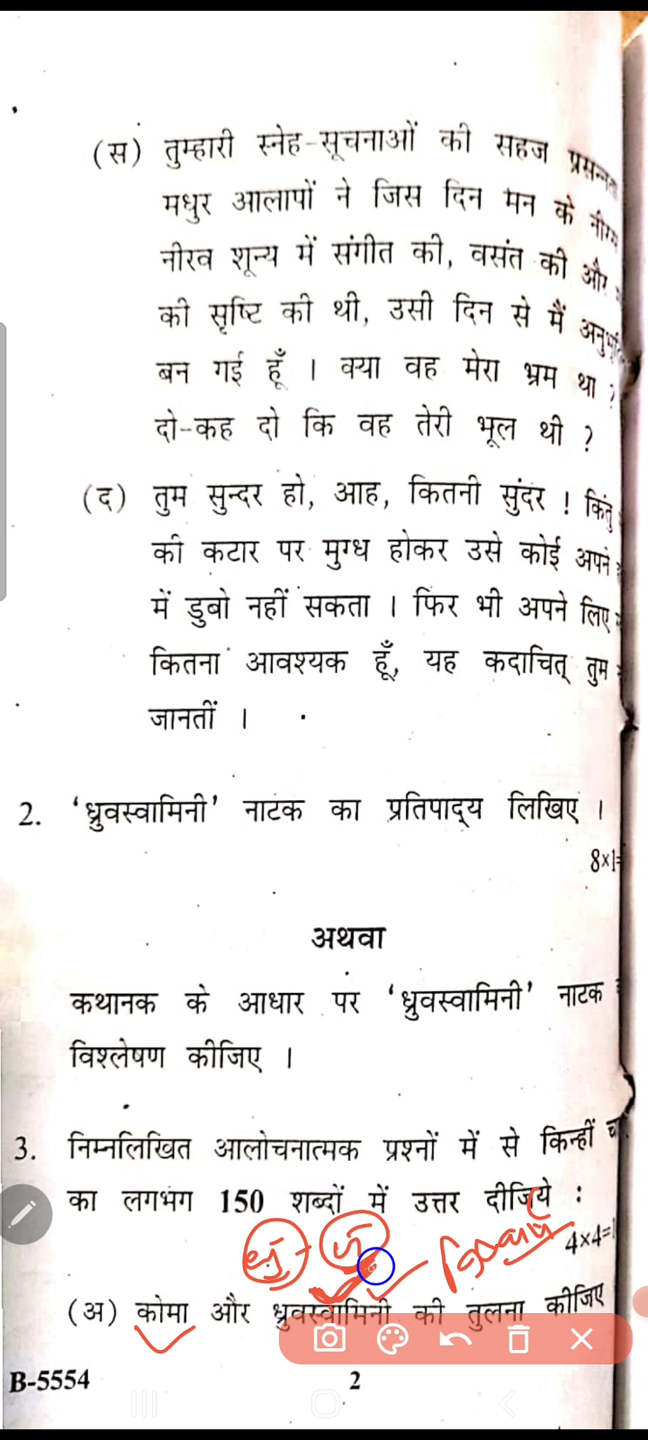 (स) तुम्हारी स्नेह-सूचनाओं की सहज
मधुर आलापों ने जिस दिन मन के
नीरव शून्य में संगीत की, वसंत की और
की सृष्टि की थी, उसी दिन से मैं
बन गई हूँ । क्या वह मेरा भ्रम था ?
दो-कह दो कि वह तेरी भूल थी ?
(द) तुम सुन्दर हो, आह, कितनी सुंदर ! किंतु
की कटार पर मुग्ध होकर उसे कोई अपने
में डुबो नहीं सकता । फिर भी अपने लिए
कितना आवश्यक हूँ, यह कदाचित् तुम
जानतीं ।
2. 'ध्रुवस्वामिनी' नाटक का प्रतिपाद्य लिखिए ।
8×1=
अथवा
कथानक के आधार पर 'ध्रुवस्वामिनी' नाटक
विश्लेषण कीजिए ।
3. निम्नलिखित आलोचनात्मक प्रश्नों में से किन्हीं
का लगभग 150 शब्दों में उत्तर दीजिये :
4×4=
(अ) कोमा और ध्रुवस्वामिनी की तुलना कीजिए
B-5554
2